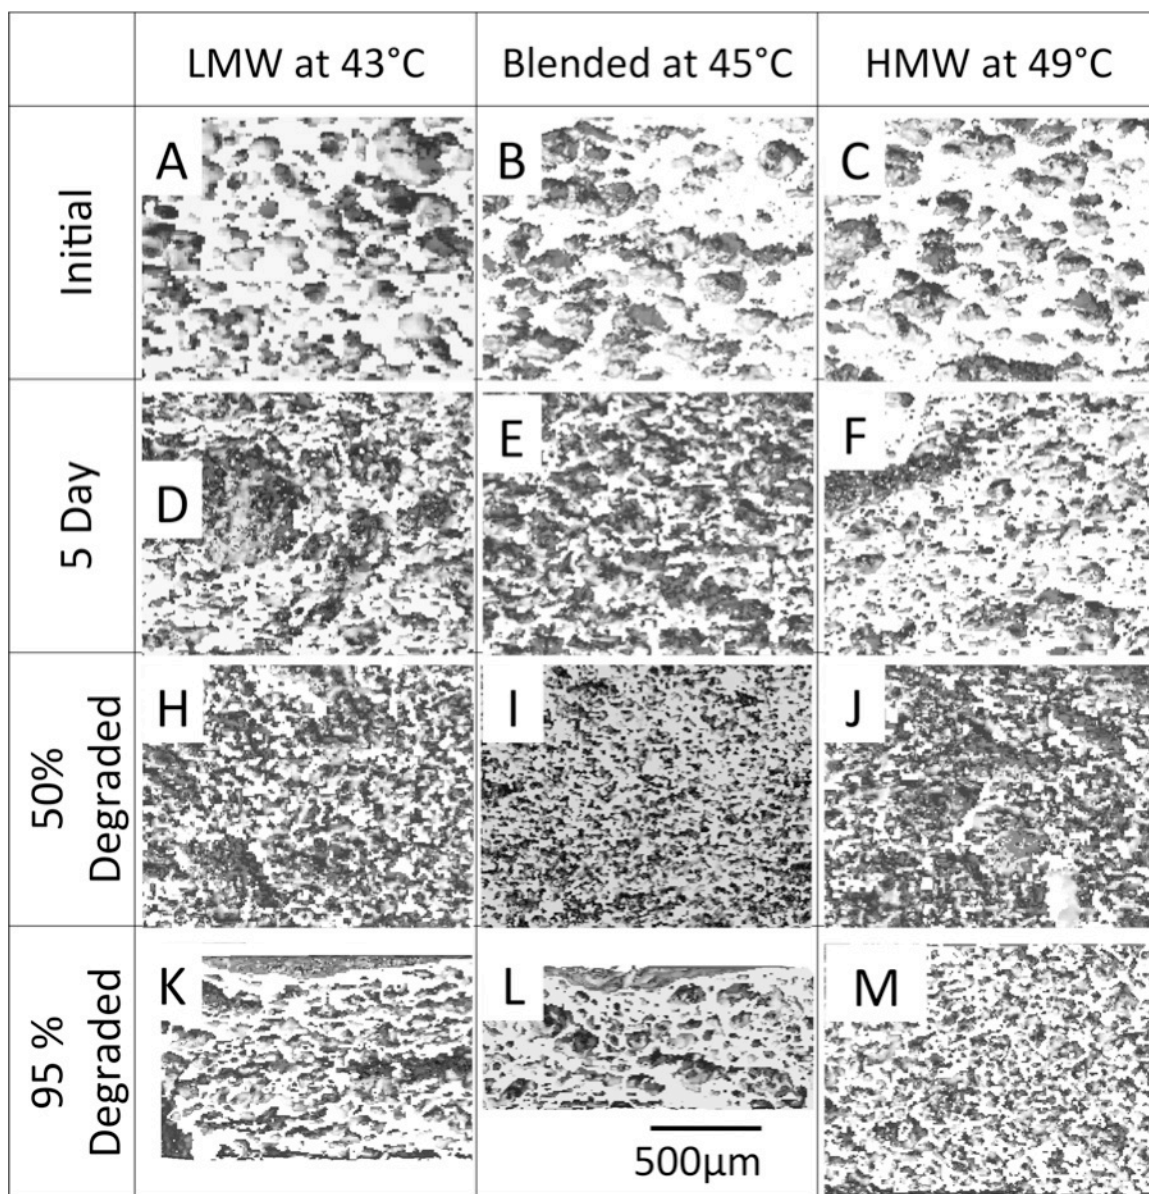 LMW at 43°C
Blended at 45°C
HMW at 49°C
Initial
A
B
C
5 Day
D
E
F
50%
Degraded
H
I
J
95 %
Degraded
K
L
M
500μm